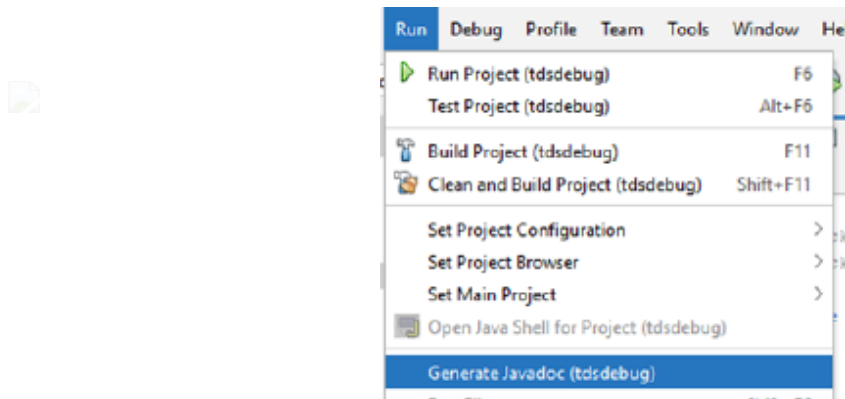 Run Debug Profile Team Tools Window He
Run Project (tdsdebug) F6
Test Project (tdsdebug) Alt+F6
Build Project (tdsdebug) F11
Clean and Build Project (tdsdebug) Shift+F11
Set Project Configuration
Set Project Browser
Set Main Project
Open Java Shell for Project (tdsdebug)
Generate Javadoc (tdsdebug)